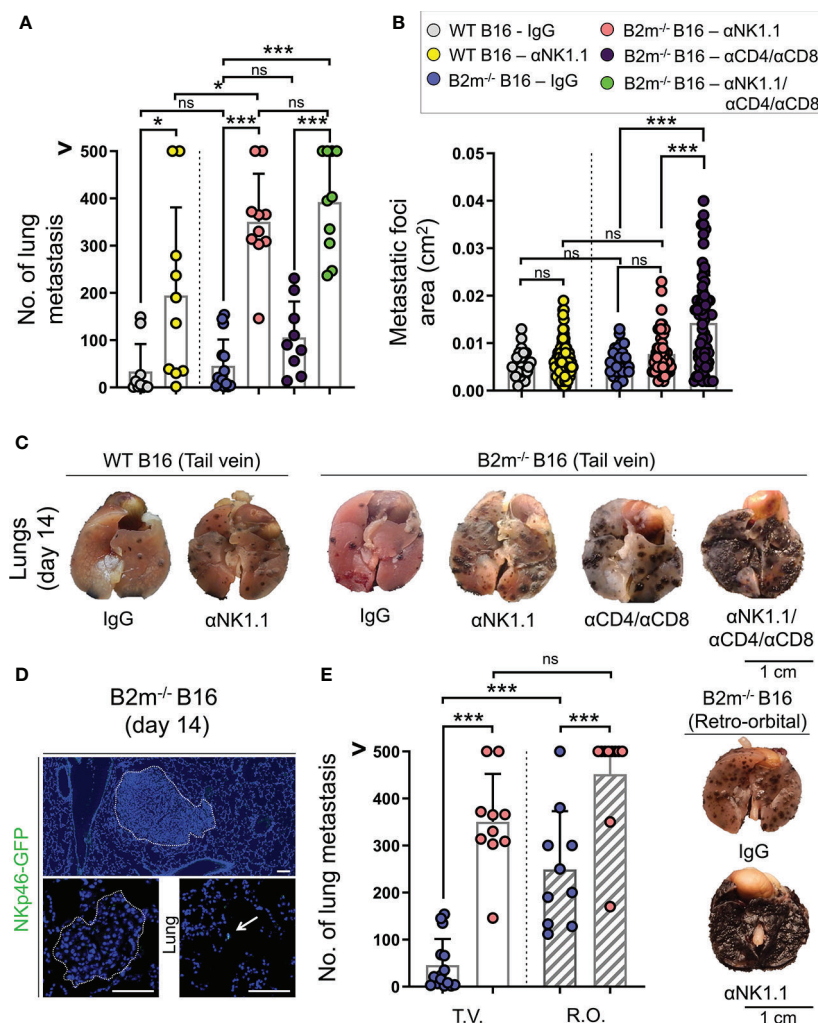 A
***
ns
*
ns
ns
*
***
***
>
500
400
300
200
100
0
No. of lung
metastasis
B
WT B16 - IgG
WT B16 – αNK1.1
B2m-/- B16 – IgG
B2m-/- B16 – αNK1.1
B2m-/- B16 – αCD4/αCD8
B2m-/- B16 – αNK1.1/
αCD4/αCD8
***
***
ns
ns
ns
ns
0.05
0.04
0.03
0.02
0.01
0.00
Metastatic foci
area (cm²)
C
WT B16 (Tail vein)
B2m-/- B16 (Tail vein)
Lungs
(day 14)
IgG
αNK1.1
IgG
αNK1.1
αCD4/αCD8
αNK1.1/
αCD4/αCD8
1 cm
D
B2m-/- B16
(day 14)
NKp46-GFP
Lung
E
ns
***
***
***
>
500
400
300
200
100
0
No. of lung metastasis
T.V.
R.O.
B2m-/- B16
(Retro-orbital)
IgG
αNK1.1
1 cm